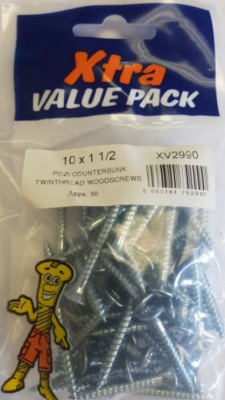 Xtra
VALUE PACK
10 x 1 1/2
XV2990
POZI COUNTERSUNK
TWINTHREAD WOODSCREWS
Appx. 50